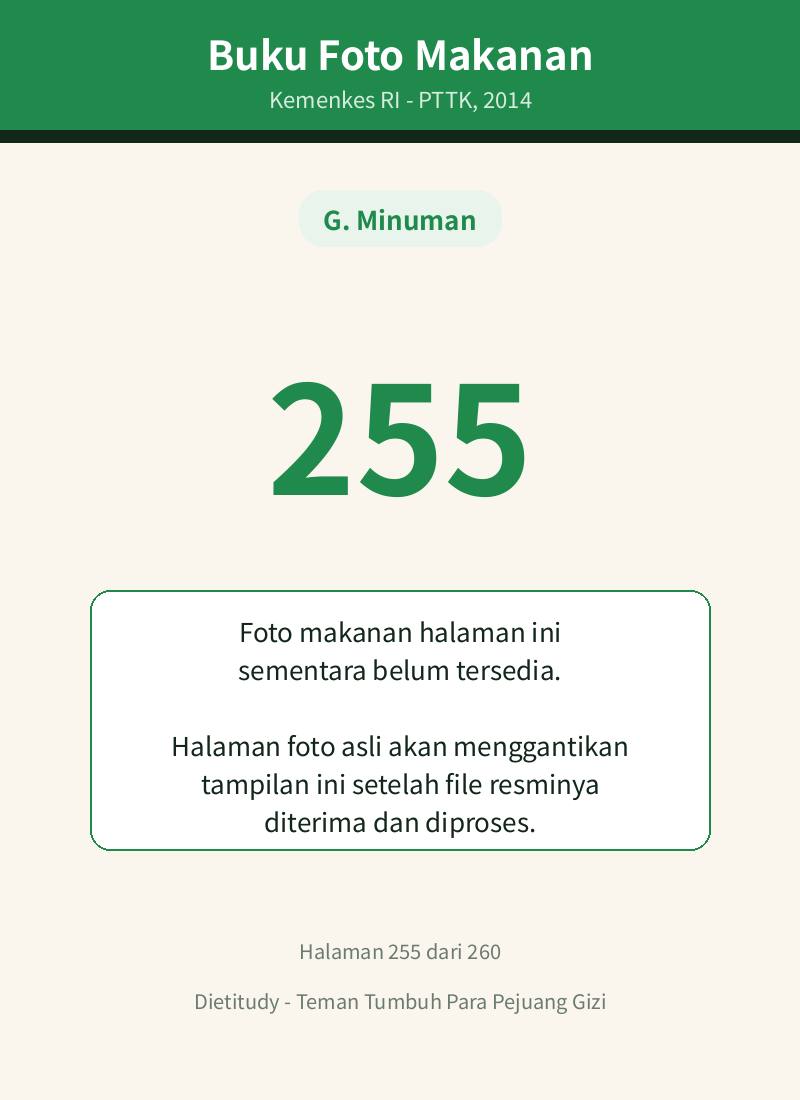 Buku Foto Makanan
Kemenkes RI - PTTK, 2014
G. Minuman
255
Foto makanan halaman ini
sementara belum tersedia.
Halaman foto asli akan menggantikan
tampilan ini setelah file resminya
diterima dan diproses.
Halaman 255 dari 260
Dietitudy - Teman Tumbuh Para Pejuang Gizi